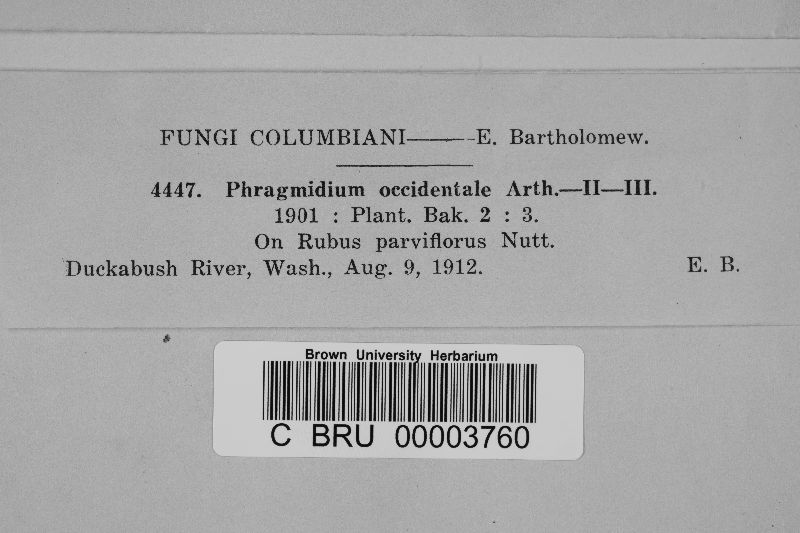 FUNGI COLUMBIANI——E. Bartholomew.
4447. Phragmidium occidentale Arth.—II—III.
1901 : Plant. Bak. 2 : 3.
On Rubus parviflorus Nutt.
Duckabush River, Wash., Aug. 9, 1912. E. B.
Brown University Herbarium
C BRU 00003760